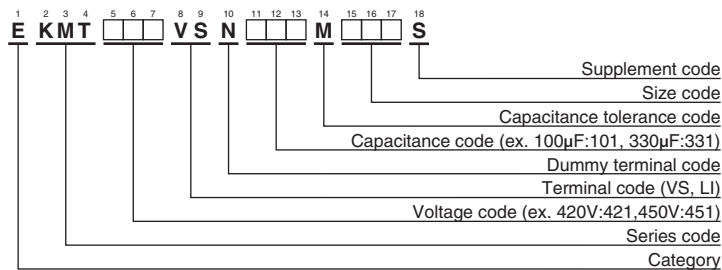 1 2 3 4 5 6 7 8 9 10 11 12 13 14 15 16 17 18
E KMT VS N M S
Supplement code
Size code
Capacitance tolerance code
Capacitance code (ex. 100μF:101, 330μF:331)
Dummy terminal code
Terminal code (VS, LI)
Voltage code (ex. 420V:421,450V:451)
Series code
Category